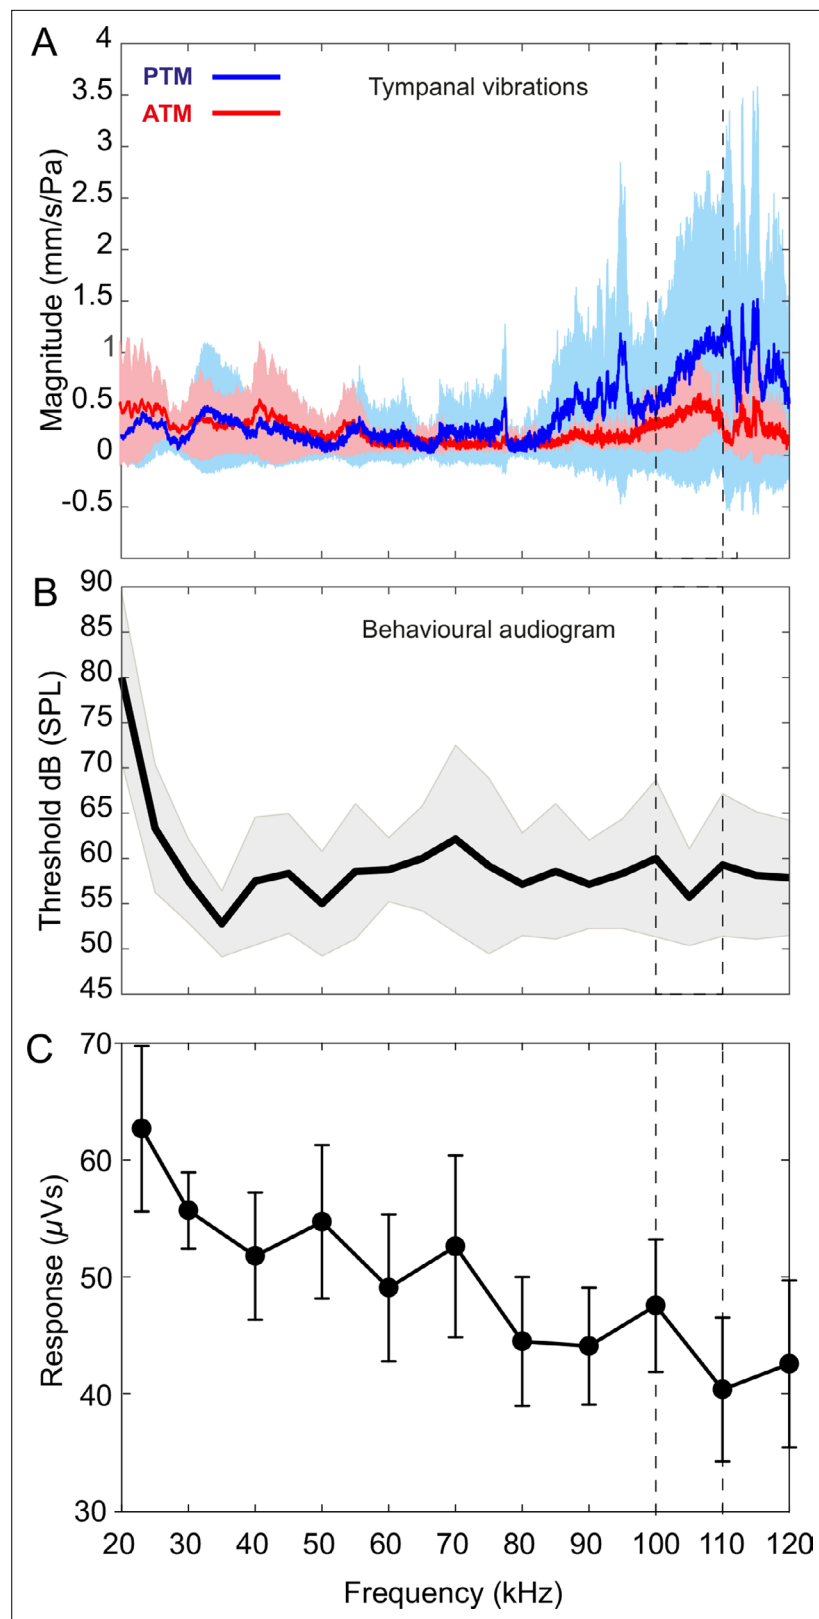 A
4
3.5
3
2.5
2
1.5
1
0.5
0
-0.5
Magnitude (mm/s/Pa)
PTM
ATM
Tympanal vibrations
B
90
85
80
75
70
65
60
55
50
45
Threshold dB (SPL)
Behavioural audiogram
C
70
60
50
40
30
Response (µVs)
20 30 40 50 60 70 80 90 100 110 120
Frequency (kHz)